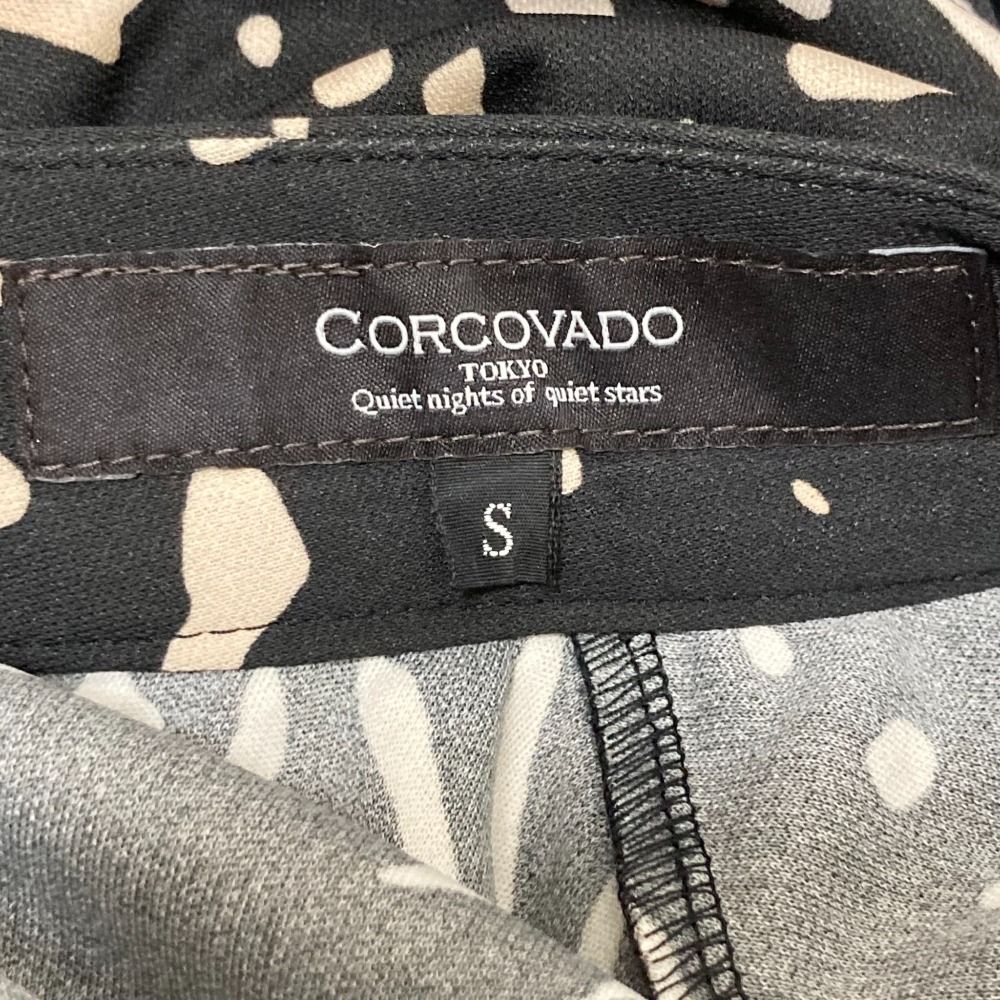 CORCOVADO
TOKYO
Quiet nights of quiet stars
S